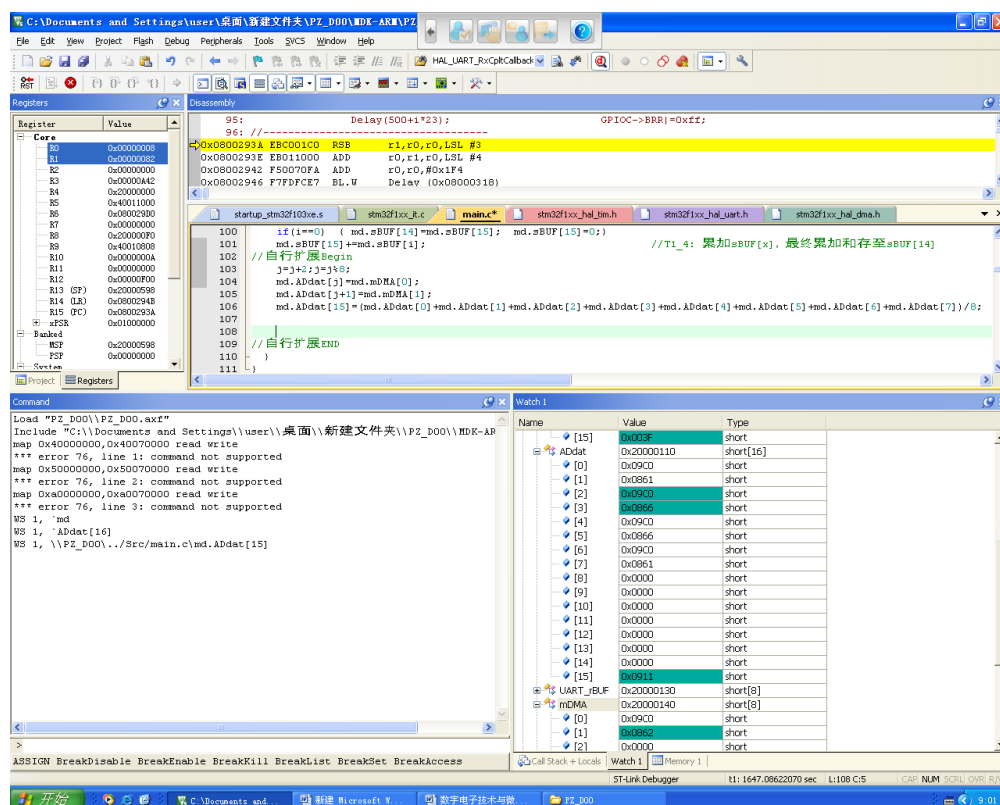 C:\Documents and Settings\user\桌面\新建文件夹\PZ_D00\MDK-ARM\PZ
File Edit View Project Flash Debug Peripherals Tools SVCS Window Help
HAL_UART_RxCpltCallback
RST
Registers
Register Value
Core
R0 0x00000008
R1 0x00000082
R2 0x00000000
R3 0x00000A42
R4 0x20000000
R5 0x40011000
R6 0x080029D0
R7 0x00000000
R8 0x200000F0
R9 0x40010808
R10 0x0000000A
R11 0x00000000
R12 0x00000F00
R13 (SP) 0x20000598
R14 (LR) 0x0800294B
R15 (PC) 0x0800293A
xPSR 0x01000000
Banked
MSP 0x20000598
PSP 0x00000000
System
Project Registers
Disassembly
95: Delay(500+i*23); GPIOC->BRR|=0xff;
96: //-----------------------------------
0x0800293A EBC001C0 RSB r1,r0,r0,LSL #3
0x0800293E EB011000 ADD r0,r1,r0,LSL #4
0x08002942 F50070FA ADD r0,r0,#0x1F4
0x08002946 F7FDFCE7 BL.W Delay (0x08000318)
startup_stm32f103xe.s stm32f1xx_it.c main.c* stm32f1xx_hal_tim.h stm32f1xx_hal_uart.h stm32f1xx_hal_dma.h
100 if(i==0) { md.sBUF[14]=md.sBUF[15]; md.sBUF[15]=0;}
101 md.sBUF[15]+=md.sBUF[i]; //T1_4: 累加sBUF[x], 最终累加和存至sBUF[14]
102 //自行扩展Begin
103 j=j+2;j=j%8;
104 md.ADdat[j]=md.mDMA[0];
105 md.ADdat[j+1]=md.mDMA[1];
106 md.ADdat[15]=(md.ADdat[0]+md.ADdat[1]+md.ADdat[2]+md.ADdat[3]+md.ADdat[4]+md.ADdat[5]+md.ADdat[6]+md.ADdat[7])/8;
107
108
109 //自行扩展END
110 }
111 }
Command
Load "PZ_D00\\PZ_D00.axf"
Include "C:\\Documents and Settings\\user\\桌面\\新建文件夹\\PZ_D00\\MDK-AR
map 0x40000000,0x40070000 read write
*** error 76, line 1: command not supported
map 0x50000000,0x50070000 read write
*** error 76, line 2: command not supported
map 0xa0000000,0xa0070000 read write
*** error 76, line 3: command not supported
WS 1, `md
WS 1, `ADdat[16]
WS 1, \\PZ_D00\../Src/main.c\md.ADdat[15]
>
ASSIGN BreakDisable BreakEnable BreakKill BreakList BreakSet BreakAccess
Watch 1
Name Value Type
[15] 0x003F short
ADdat 0x20000110 short[16]
[0] 0x09C0 short
[1] 0x0861 short
[2] 0x09C0 short
[3] 0x0866 short
[4] 0x09C0 short
[5] 0x0866 short
[6] 0x09C0 short
[7] 0x0861 short
[8] 0x0000 short
[9] 0x0000 short
[10] 0x0000 short
[11] 0x0000 short
[12] 0x0000 short
[13] 0x0000 short
[14] 0x0000 short
[15] 0x0911 short
UART_rBUF 0x20000130 short[8]
mDMA 0x20000140 short[8]
[0] 0x09C0 short
[1] 0x0862 short
[2] 0x0000 short
Call Stack + Locals Watch 1 Memory 1
ST-Link Debugger t1: 1647.08622070 sec L:108 C:5 CAP NUM SCRL OVR R/
开始 C:\Documents and... 新建 Microsoft W... 数字电子技术与微... PZ_D00 9:01